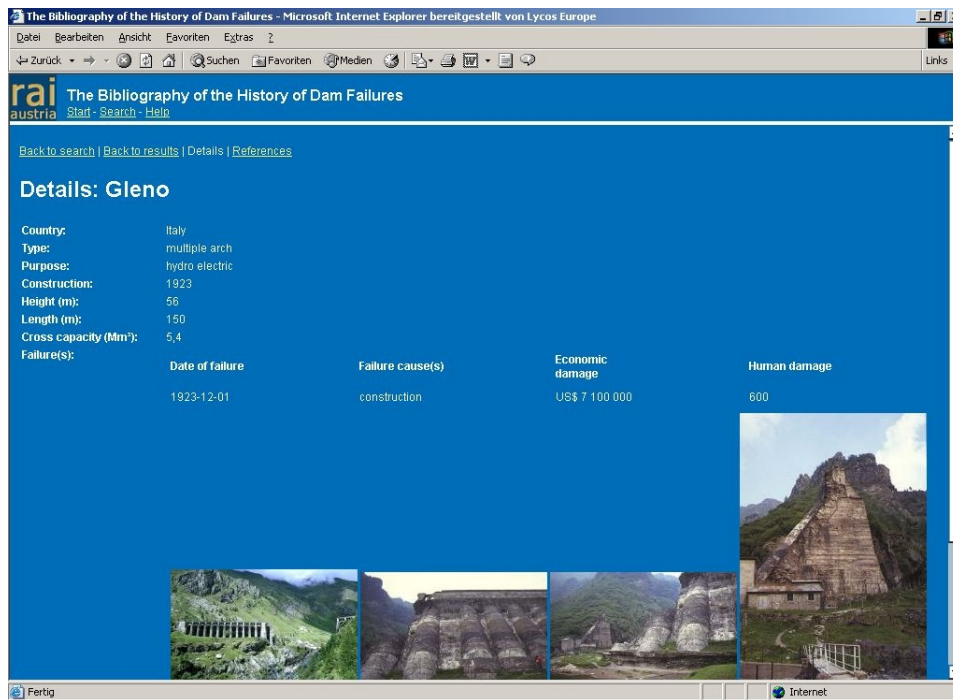 The Bibliography of the History of Dam Failures - Microsoft Internet Explorer bereitgestellt von Lycos Europe
Datei Bearbeiten Ansicht Favoriten Extras ?
Zurück Suchen Favoriten Medien Links
rai
austria
The Bibliography of the History of Dam Failures
Start - Search - Help
Back to search | Back to results | Details | References
Details: Gleno
Country: Italy
Type: multiple arch
Purpose: hydro electric
Construction: 1923
Height (m): 56
Length (m): 150
Cross capacity (Mm³): 5,4
Failure(s):
Date of failure Failure cause(s) Economic damage Human damage
1923-12-01 construction US$ 7 100 000 600
Fertig Internet